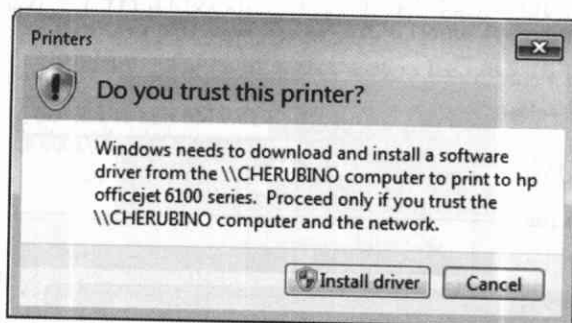 Printers
Do you trust this printer?
Windows needs to download and install a software
driver from the \\CHERUBINO computer to print to hp
officejet 6100 series. Proceed only if you trust the
\\CHERUBINO computer and the network.
Install driver
Cancel